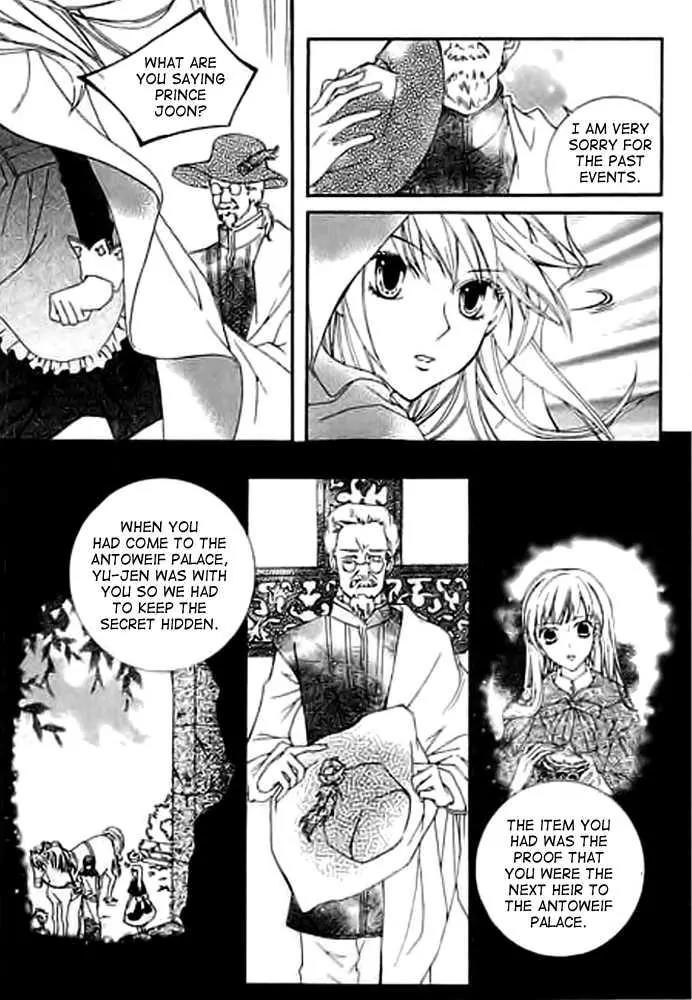 WHAT ARE
YOU SAYING
PRINCE
JOON?
I AM VERY
SORRY FOR
THE PAST
EVENTS.
WHEN YOU
HAD COME TO THE
ANTOWEIF PALACE,
YU-JEN WAS WITH
YOU SO WE HAD
TO KEEP THE
SECRET HIDDEN.
THE ITEM YOU
HAD WAS THE
PROOF THAT
YOU WERE THE
NEXT HEIR TO
THE ANTOWEIF
PALACE.